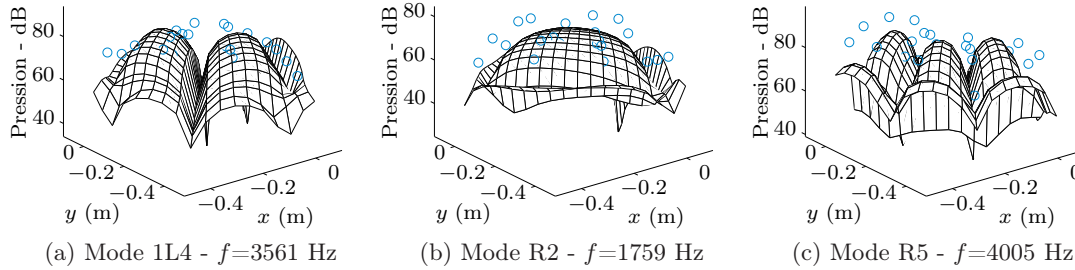 Pression - dB
80
60
40
0
−0.2
−0.4
y (m)
−0.4
−0.2
0
x (m)
(a) Mode 1L4 - f=3561 Hz
Pression - dB
80
60
40
0
−0.2
−0.4
y (m)
−0.4
−0.2
0
x (m)
(b) Mode R2 - f=1759 Hz
Pression - dB
80
60
40
0
−0.2
−0.4
y (m)
−0.4
−0.2
0
x (m)
(c) Mode R5 - f=4005 Hz